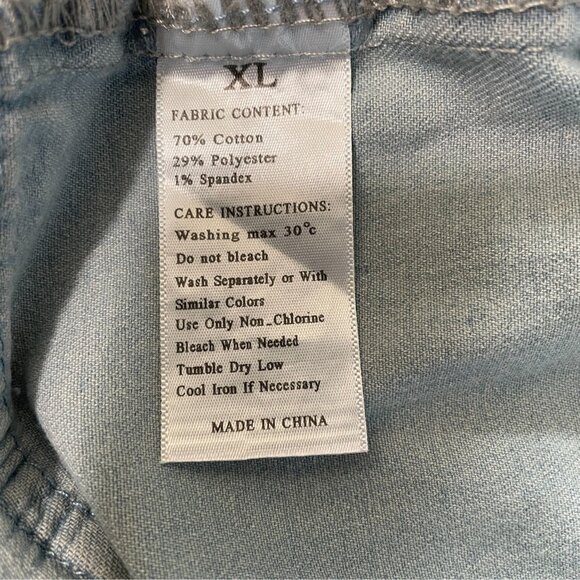 XL
FABRIC CONTENT:
70% Cotton
29% Polyester
1% Spandex
CARE INSTRUCTIONS:
Washing max 30°c
Do not bleach
Wash Separately or With
Similar Colors
Use Only Non-Chlorine
Bleach When Needed
Tumble Dry Low
Cool Iron If Necessary
MADE IN CHINA